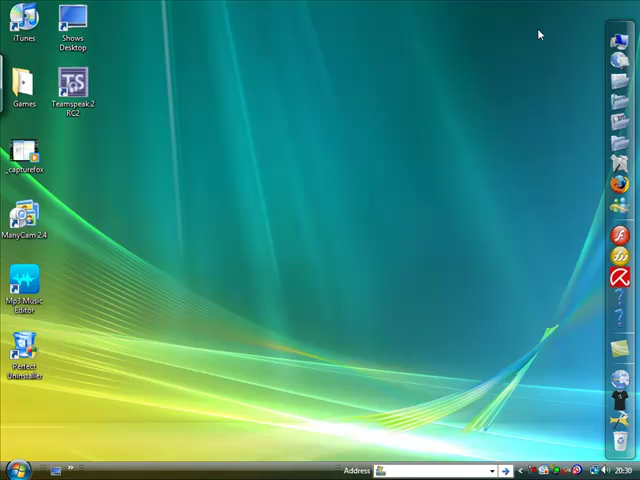 iTunes
Shows
Desktop
Games
Teamspeak 2
RC2
_capturefox
ManyCam 2.4
Mp3 Music
Editor
Perfect
Uninstaller
Address
20:30